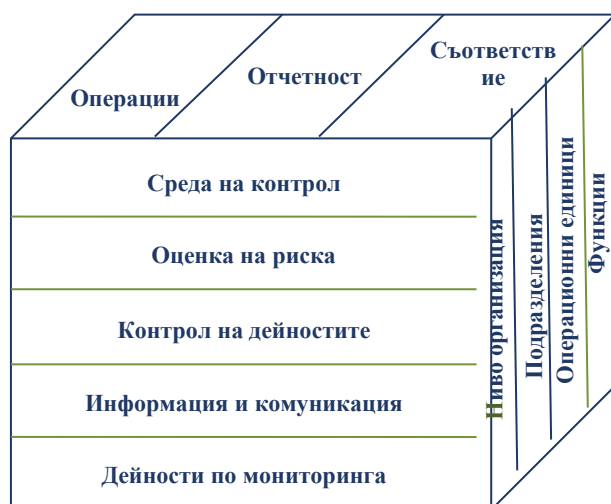 Операции
Отчетност
Съответств
ие
Среда на контрол
Оценка на риска
Контрол на дейностите
Информация и комуникация
Дейности по мониторинга
Ниво организация
Подразделения
Операционни единици
Функции